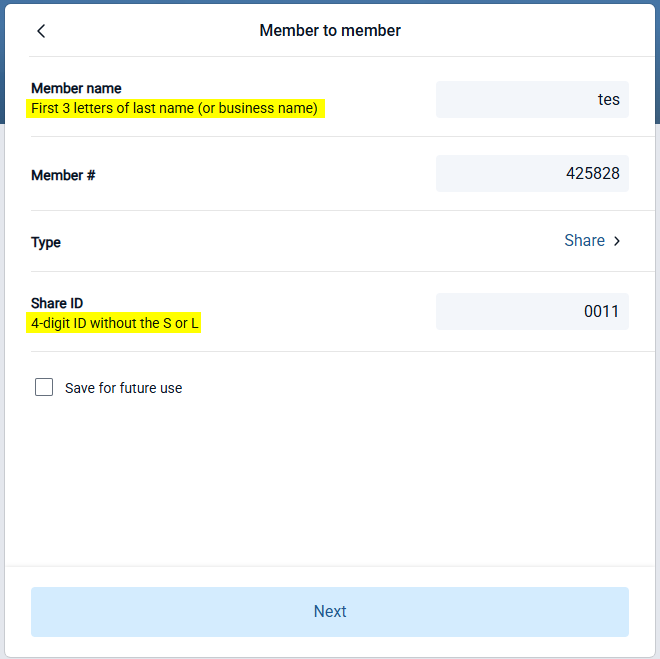 Member to member
Member name
First 3 letters of last name (or business name)
tes
Member #
425828
Type
Share
Share ID
4-digit ID without the S or L
0011
Save for future use
Next